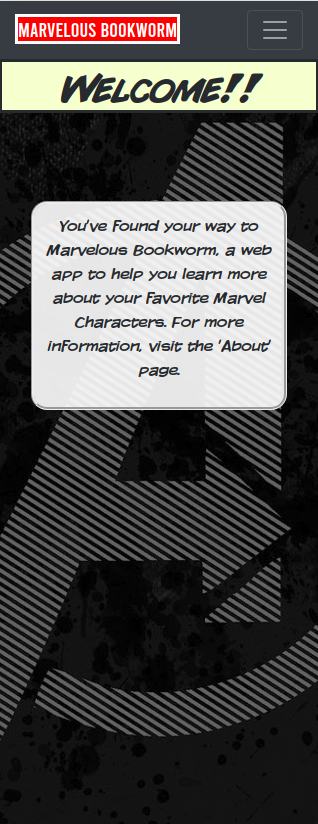 MARVELOUS BOOKWORM
Welcome!!
You've Found your way to
Marvelous Bookworm, a web
app to help you learn more
about your Favorite Marvel
Characters. For more
inFormation, visit the 'About'
page.